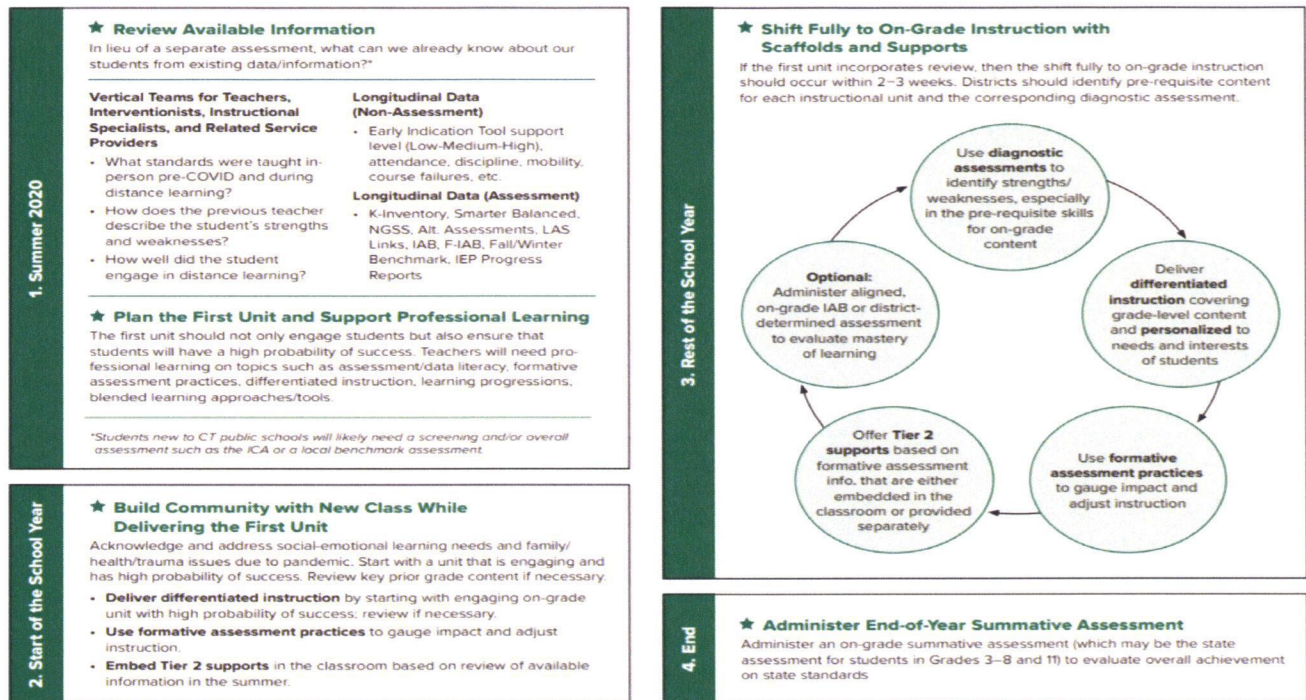 1. Summer 2020
★ Review Available Information
In lieu of a separate assessment, what can we already know about our
students from existing data/information?*
Vertical Teams for Teachers,
Interventionists, Instructional
Specialists, and Related Service
Providers
• What standards were taught in-
person pre-COVID and during
distance learning?
• How does the previous teacher
describe the student's strengths
and weaknesses?
• How well did the student
engage in distance learning?
Longitudinal Data
(Non-Assessment)
• Early Indication Tool support
level (Low-Medium-High),
attendance, discipline, mobility,
course failures, etc.
Longitudinal Data (Assessment)
• K-Inventory, Smarter Balanced,
NGSS, Alt. Assessments, LAS
Links, IAB, F-IAB, Fall/Winter
Benchmark, IEP Progress
Reports
★ Plan the First Unit and Support Professional Learning
The first unit should not only engage students but also ensure that
students will have a high probability of success. Teachers will need pro-
fessional learning on topics such as assessment/data literacy, formative
assessment practices, differentiated instruction, learning progressions,
blended learning approaches/tools.
*Students new to CT public schools will likely need a screening and/or overall
assessment such as the ICA or a local benchmark assessment.
2. Start of the School Year
★ Build Community with New Class While
Delivering the First Unit
Acknowledge and address social-emotional learning needs and family/
health/trauma issues due to pandemic. Start with a unit that is engaging and
has high probability of success. Review key prior grade content if necessary.
• Deliver differentiated instruction by starting with engaging on-grade
unit with high probability of success; review if necessary.
• Use formative assessment practices to gauge impact and adjust
instruction.
• Embed Tier 2 supports in the classroom based on review of available
information in the summer.
3. Rest of the School Year
★ Shift Fully to On-Grade Instruction with
Scaffolds and Supports
If the first unit incorporates review, then the shift fully to on-grade instruction
should occur within 2–3 weeks. Districts should identify pre-requisite content
for each instructional unit and the corresponding diagnostic assessment.
Use diagnostic
assessments to
identify strengths/
weaknesses, especially
in the pre-requisite skills
for on-grade
content
Deliver
differentiated
instruction covering
grade-level content
and personalized to
needs and interests
of students
Use formative
assessment practices
to gauge impact and
adjust instruction
Offer Tier 2
supports based on
formative assessment
info, that are either
embedded in the
classroom or provided
separately
Optional:
Administer aligned,
on-grade IAB or district-
determined assessment
to evaluate mastery
of learning
4. End
★ Administer End-of-Year Summative Assessment
Administer an on-grade summative assessment (which may be the state
assessment for students in Grades 3–8 and 11) to evaluate overall achievement
on state standards